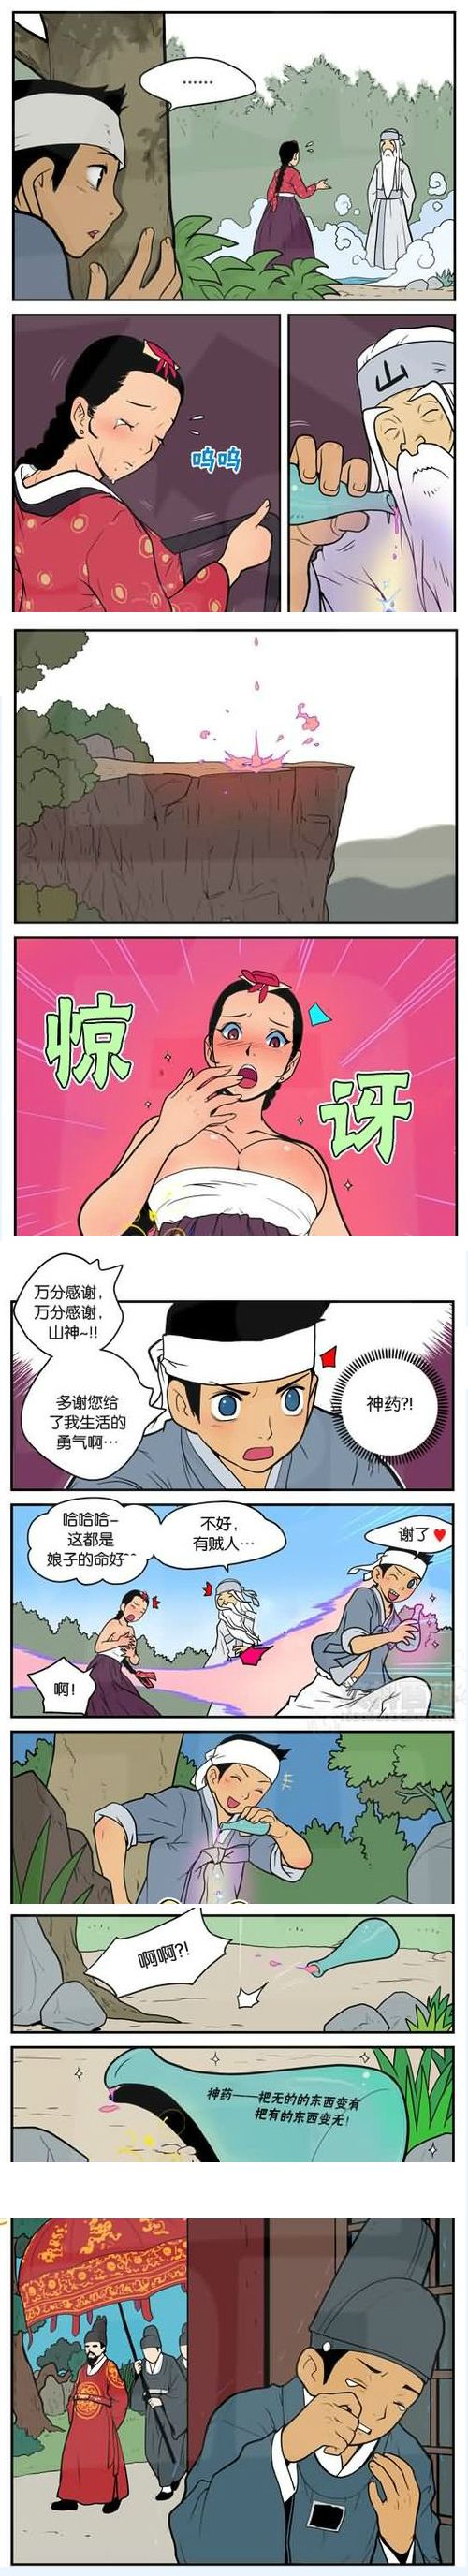 ……
呜呜
山
惊
讶
万分感谢,
万分感谢,
山神~!!
多谢您给
了我生活的
勇气啊…
神药?!
哈哈哈-
这都是
娘子的命好^^
不好,
有贼人…
谢了♥
啊!
啊啊?!
神药——把无的的东西变有
把有的东西变无!